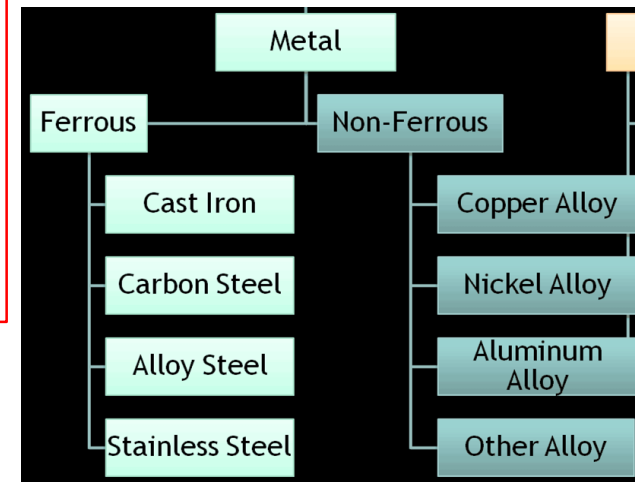 Metal
Ferrous
Non-Ferrous
Cast Iron
Carbon Steel
Alloy Steel
Stainless Steel
Copper Alloy
Nickel Alloy
Aluminum
Alloy
Other Alloy